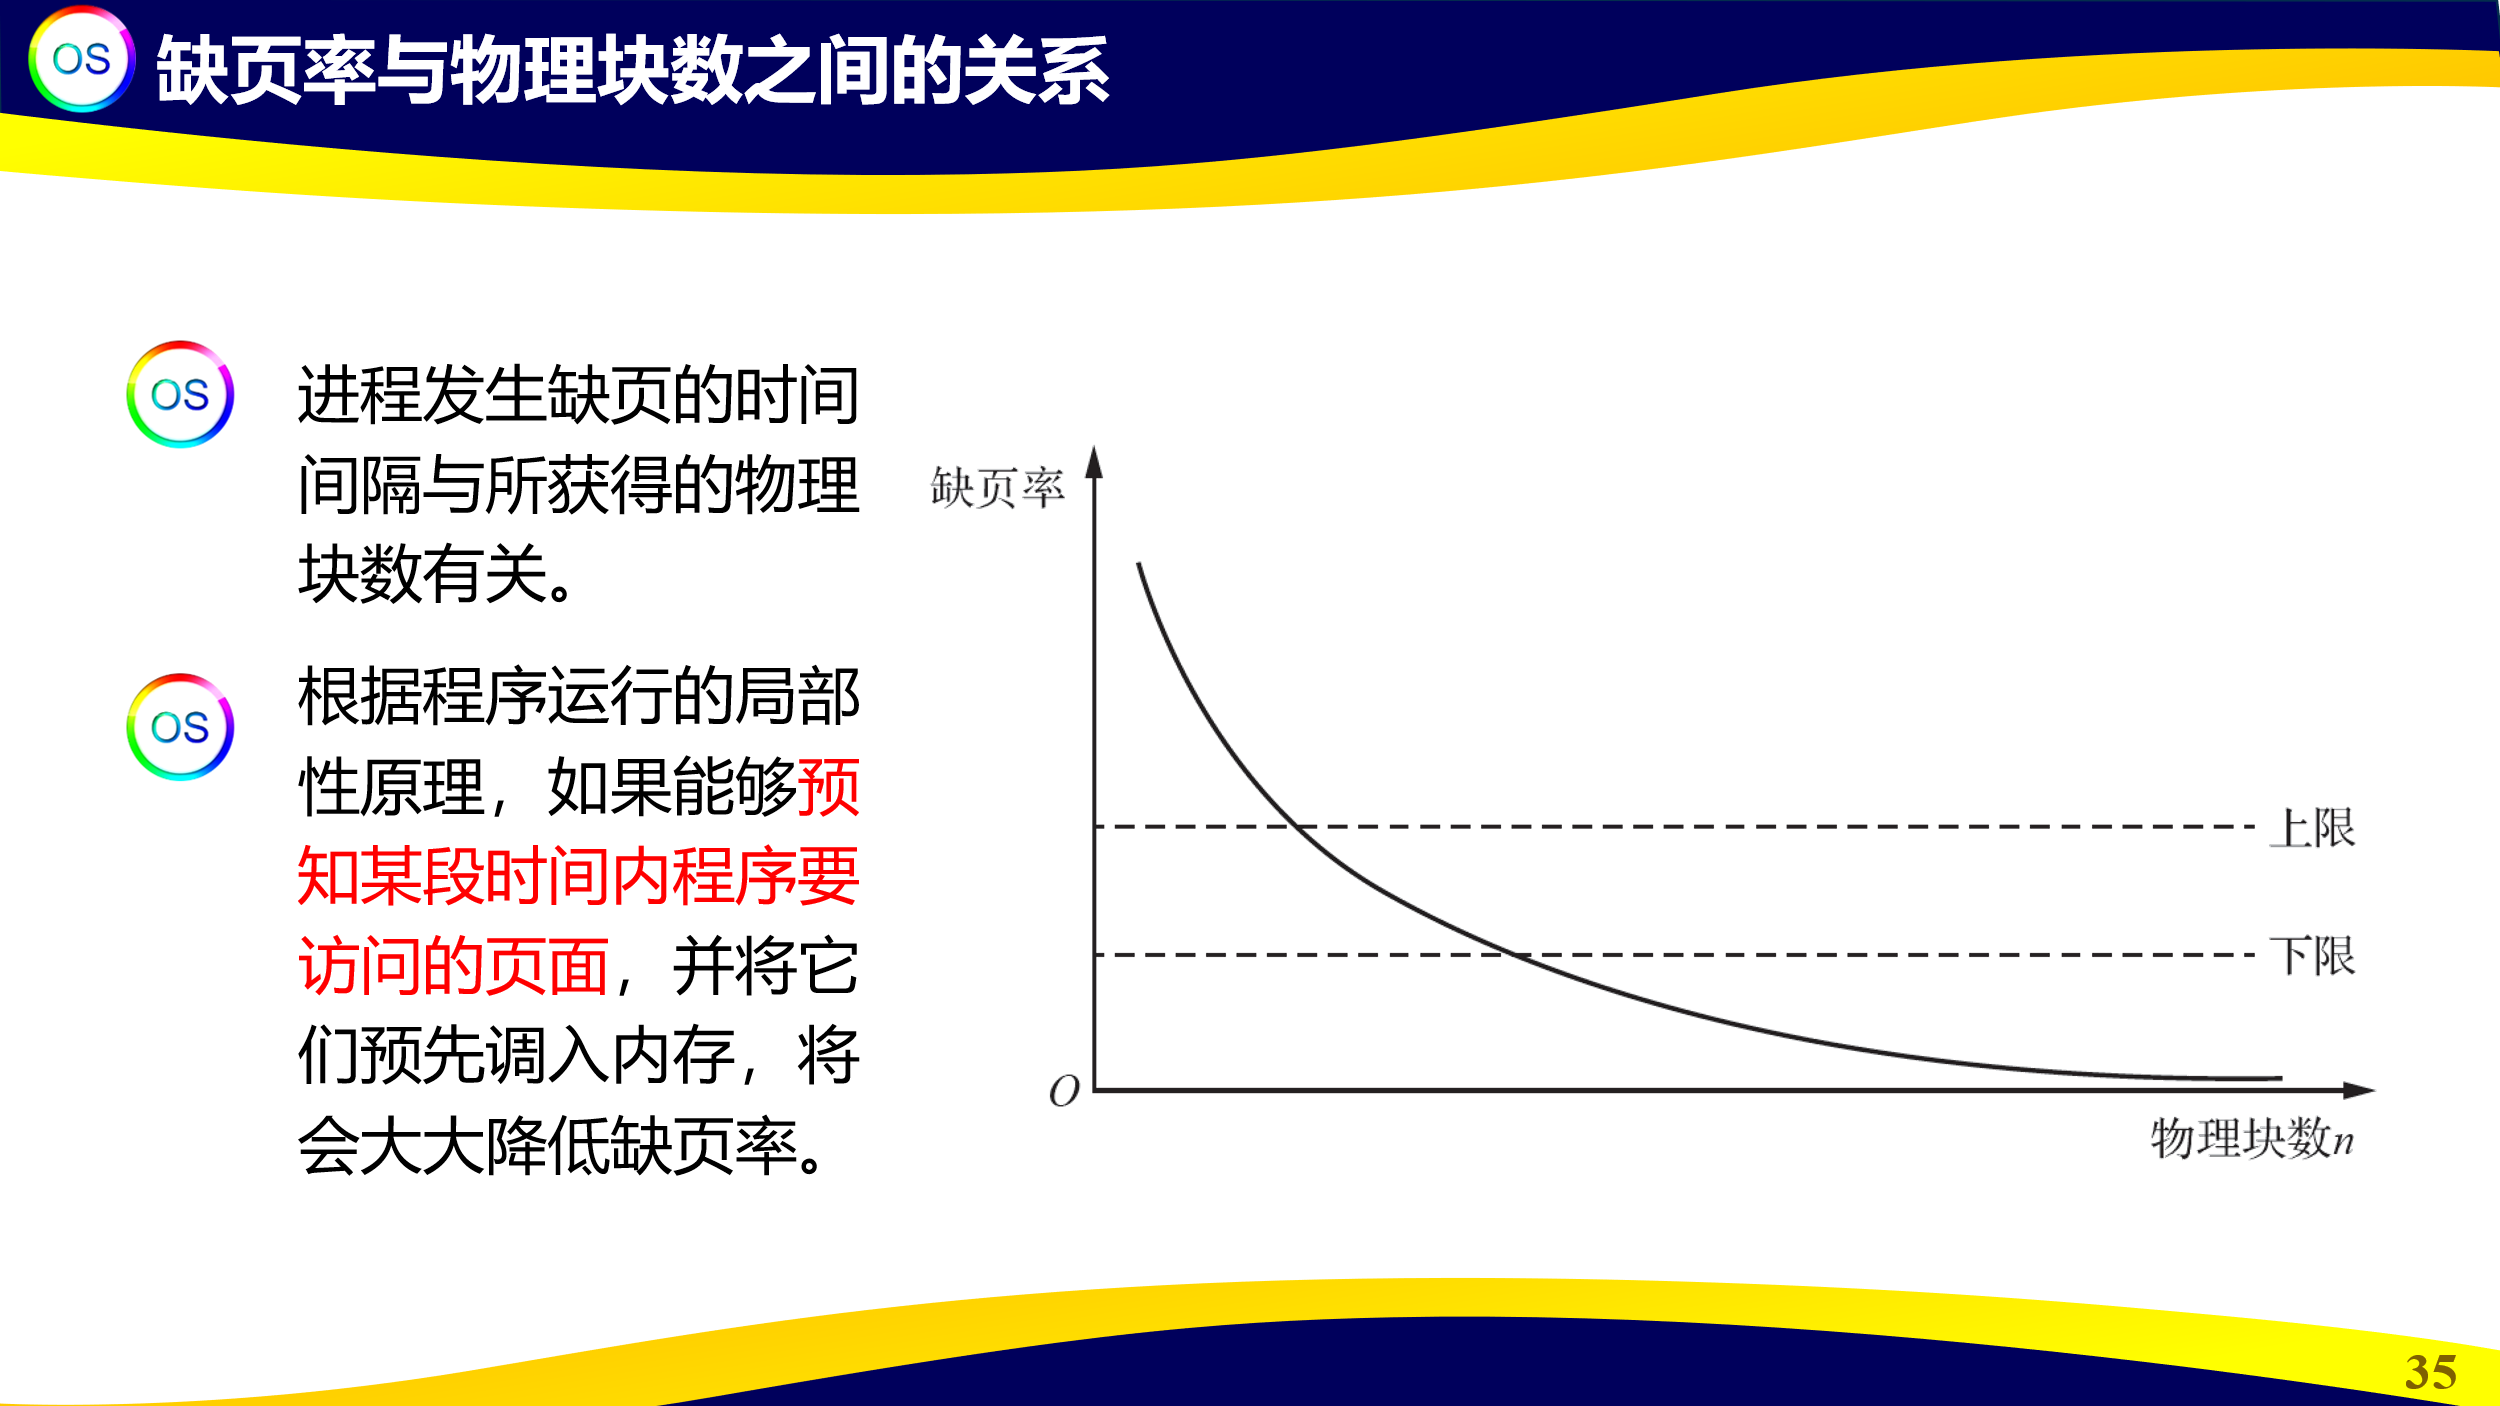 OS 缺页率与物理块数之间的关系
OS 进程发生缺页的时间
间隔与所获得的物理
块数有关。
OS 根据程序运行的局部
性原理，如果能够预
知某段时间内程序要
访问的页面，并将它
们预先调入内存，将
会大大降低缺页率。
缺页率
上限
下限
O
物理块数n
35